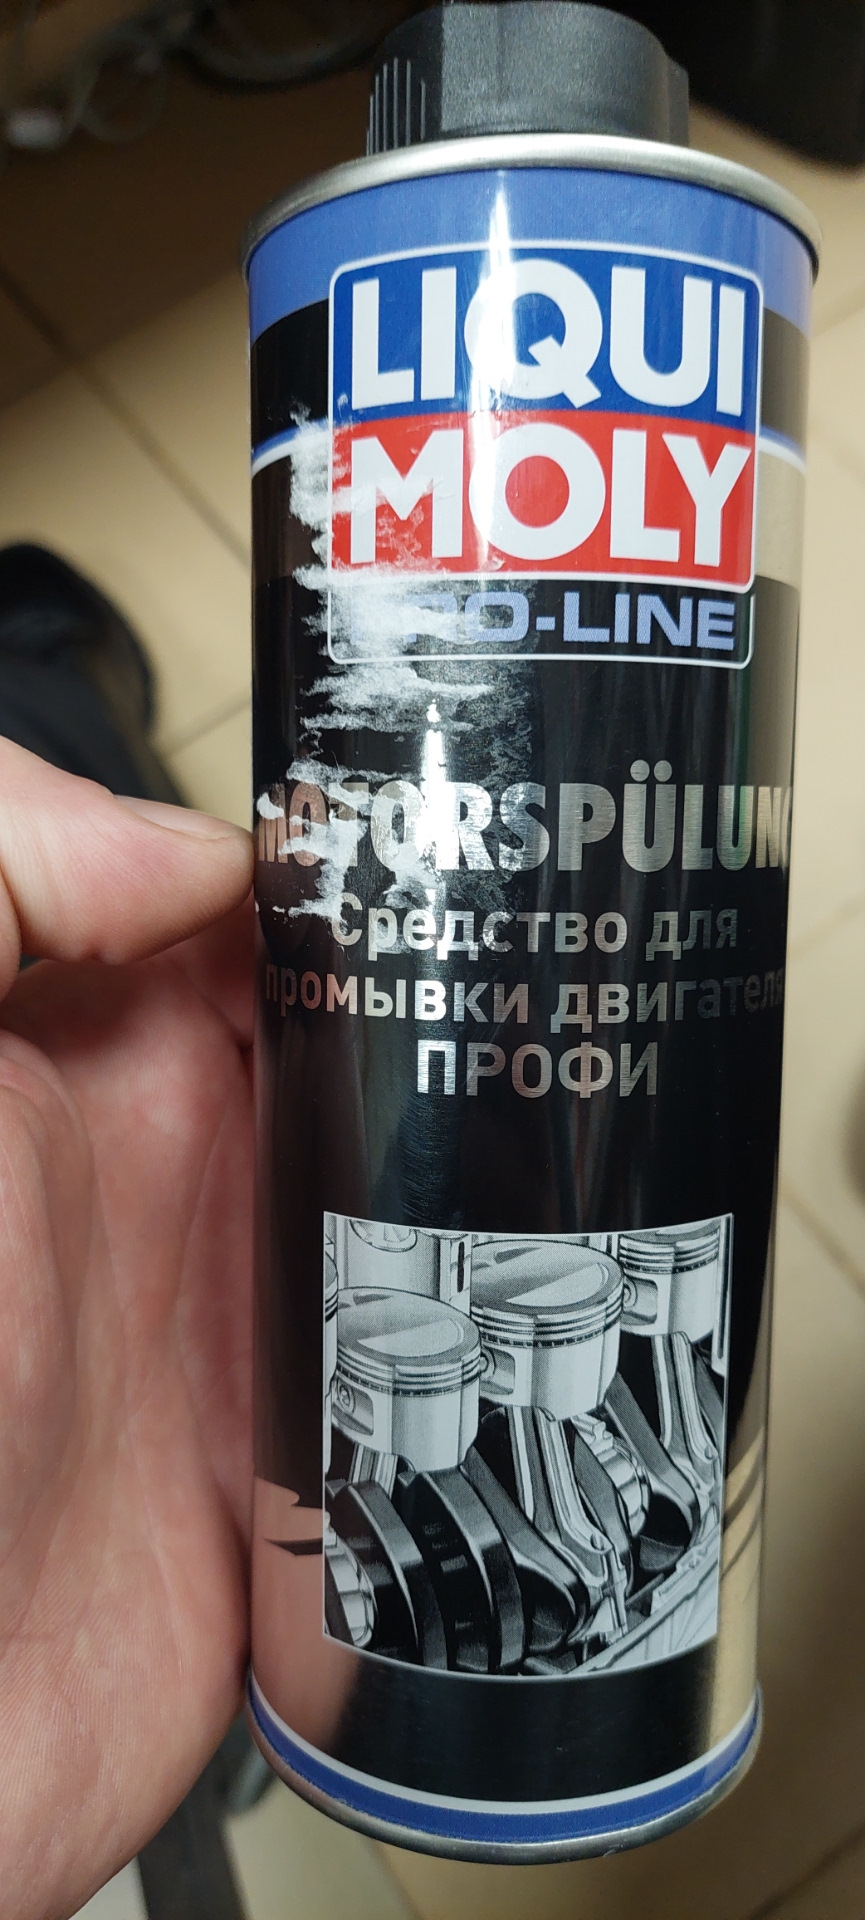 LIQUI
MOLY
PRO-LINE
MOTORSPÜLUNG
Средство для
промывки двигателя
ПРОФИ